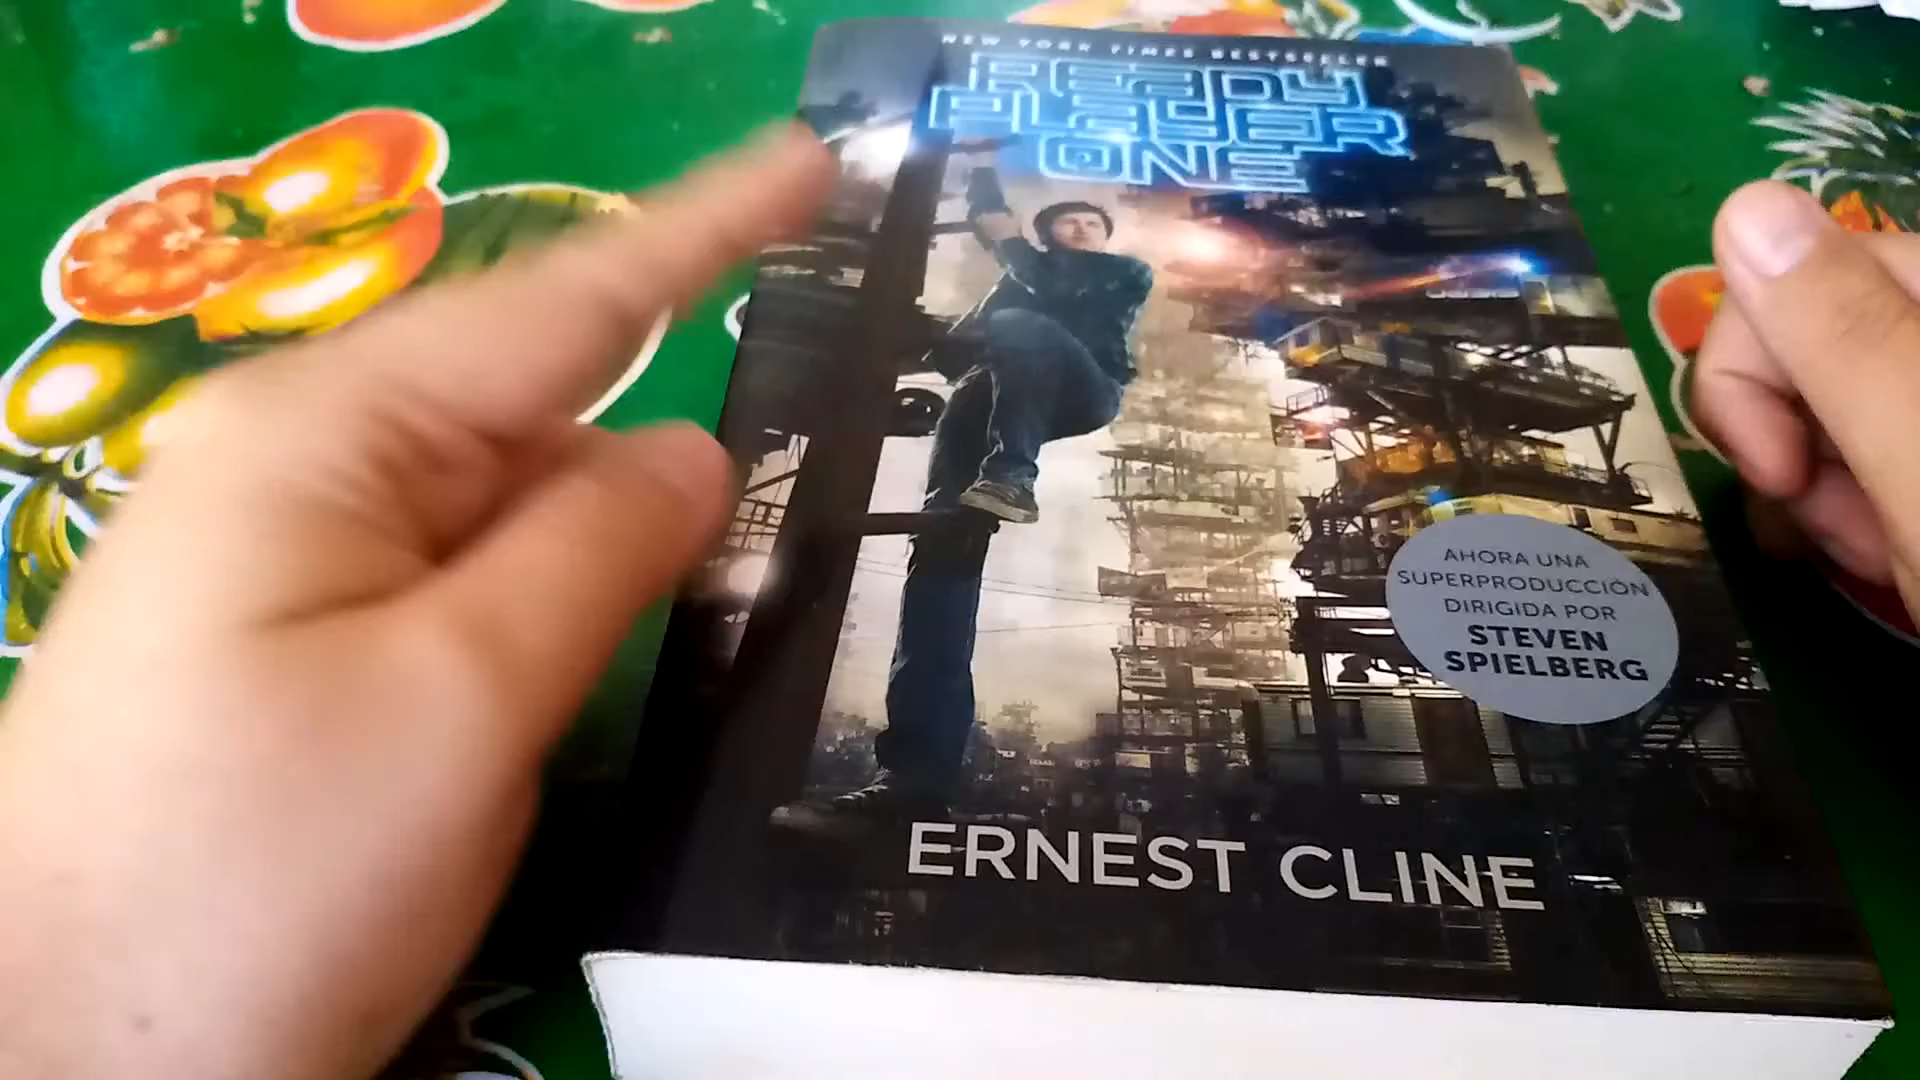 NEW YORK TIMES BESTSELLER
READY
PLAYER
ONE
AHORA UNA
SUPERPRODUCCIÓN
DIRIGIDA POR
STEVEN
SPIELBERG
ERNEST CLINE